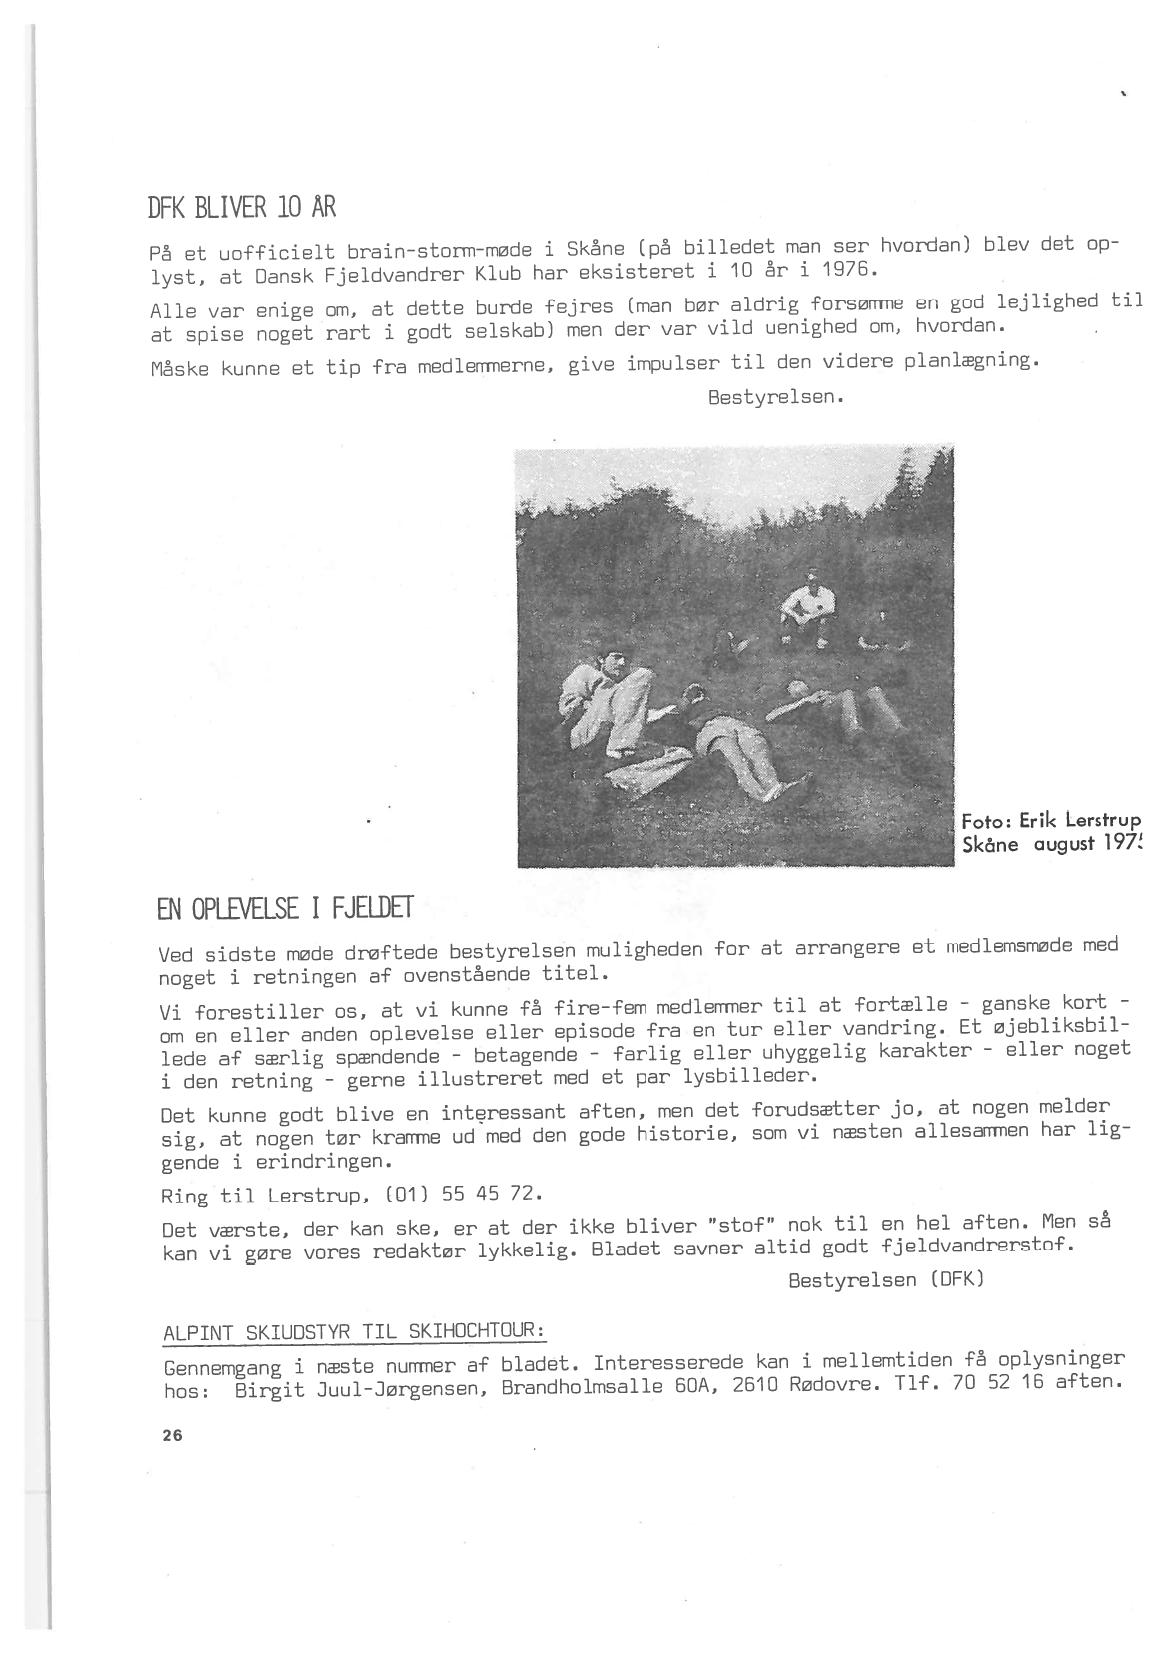 DFK BLIVER 10 ÅR
På et uofficielt brain-storm-møde i Skåne (på billedet man ser hvordan) blev det op-
lyst, at Dansk Fjeldvandrer Klub har eksisteret i 10 år i 1976.
Alle var enige om, at dette burde fejres (man bør aldrig forsømme en god lejlighed til
at spise noget rart i godt selskab) men der var vild uenighed om, hvordan.
Måske kunne et tip fra medlemmerne, give impulser til den videre planlægning.
Bestyrelsen.
Foto: Erik Lerstrup
Skåne august
EN OPLEVELSE I FJELDET
Ved sidste møde drøftede bestyrelsen muligheden for at arrangere et medlemsmøde med
noget i retningen af ovenstående titel.
Vi forestiller os, at vi kunne få fire-fem medlemmer til at fortælle - ganske kort -
om en eller anden oplevelse eller episode fra en tur eller vandring. Et øjebliksbil-
lede af særlig spændende - betagende - farlig eller uhyggelig karakter - eller noget
i den retning - gerne illustreret med et par lysbilleder.
Det kunne godt blive en interessant aften, men det forudsætter jo, at nogen melder
sig, at nogen tør kramme ud med den gode historie, som vi næsten allesammen har lig-
gende i erindringen.
Ring til Lerstrup, (01) 55 45 72.
Det værste, der kan ske, er at der ikke bliver "stof" nok til en hel aften. Men så
kan vi gøre vores redaktør lykkelig. Bladet savner altid godt fjeldvandrerstof.
Bestyrelsen (DFK)
ALPINT SKIUDSTYR TIL SKIHOCHTOUR:
Gennemgang i næste nummer af bladet. Interesserede kan i mellemtiden få oplysninger
hos: Birgit Juul-Jørgensen, Brandholmsalle 60A, 2610 Rødovre. Tlf. 70 52 16 aften.
26